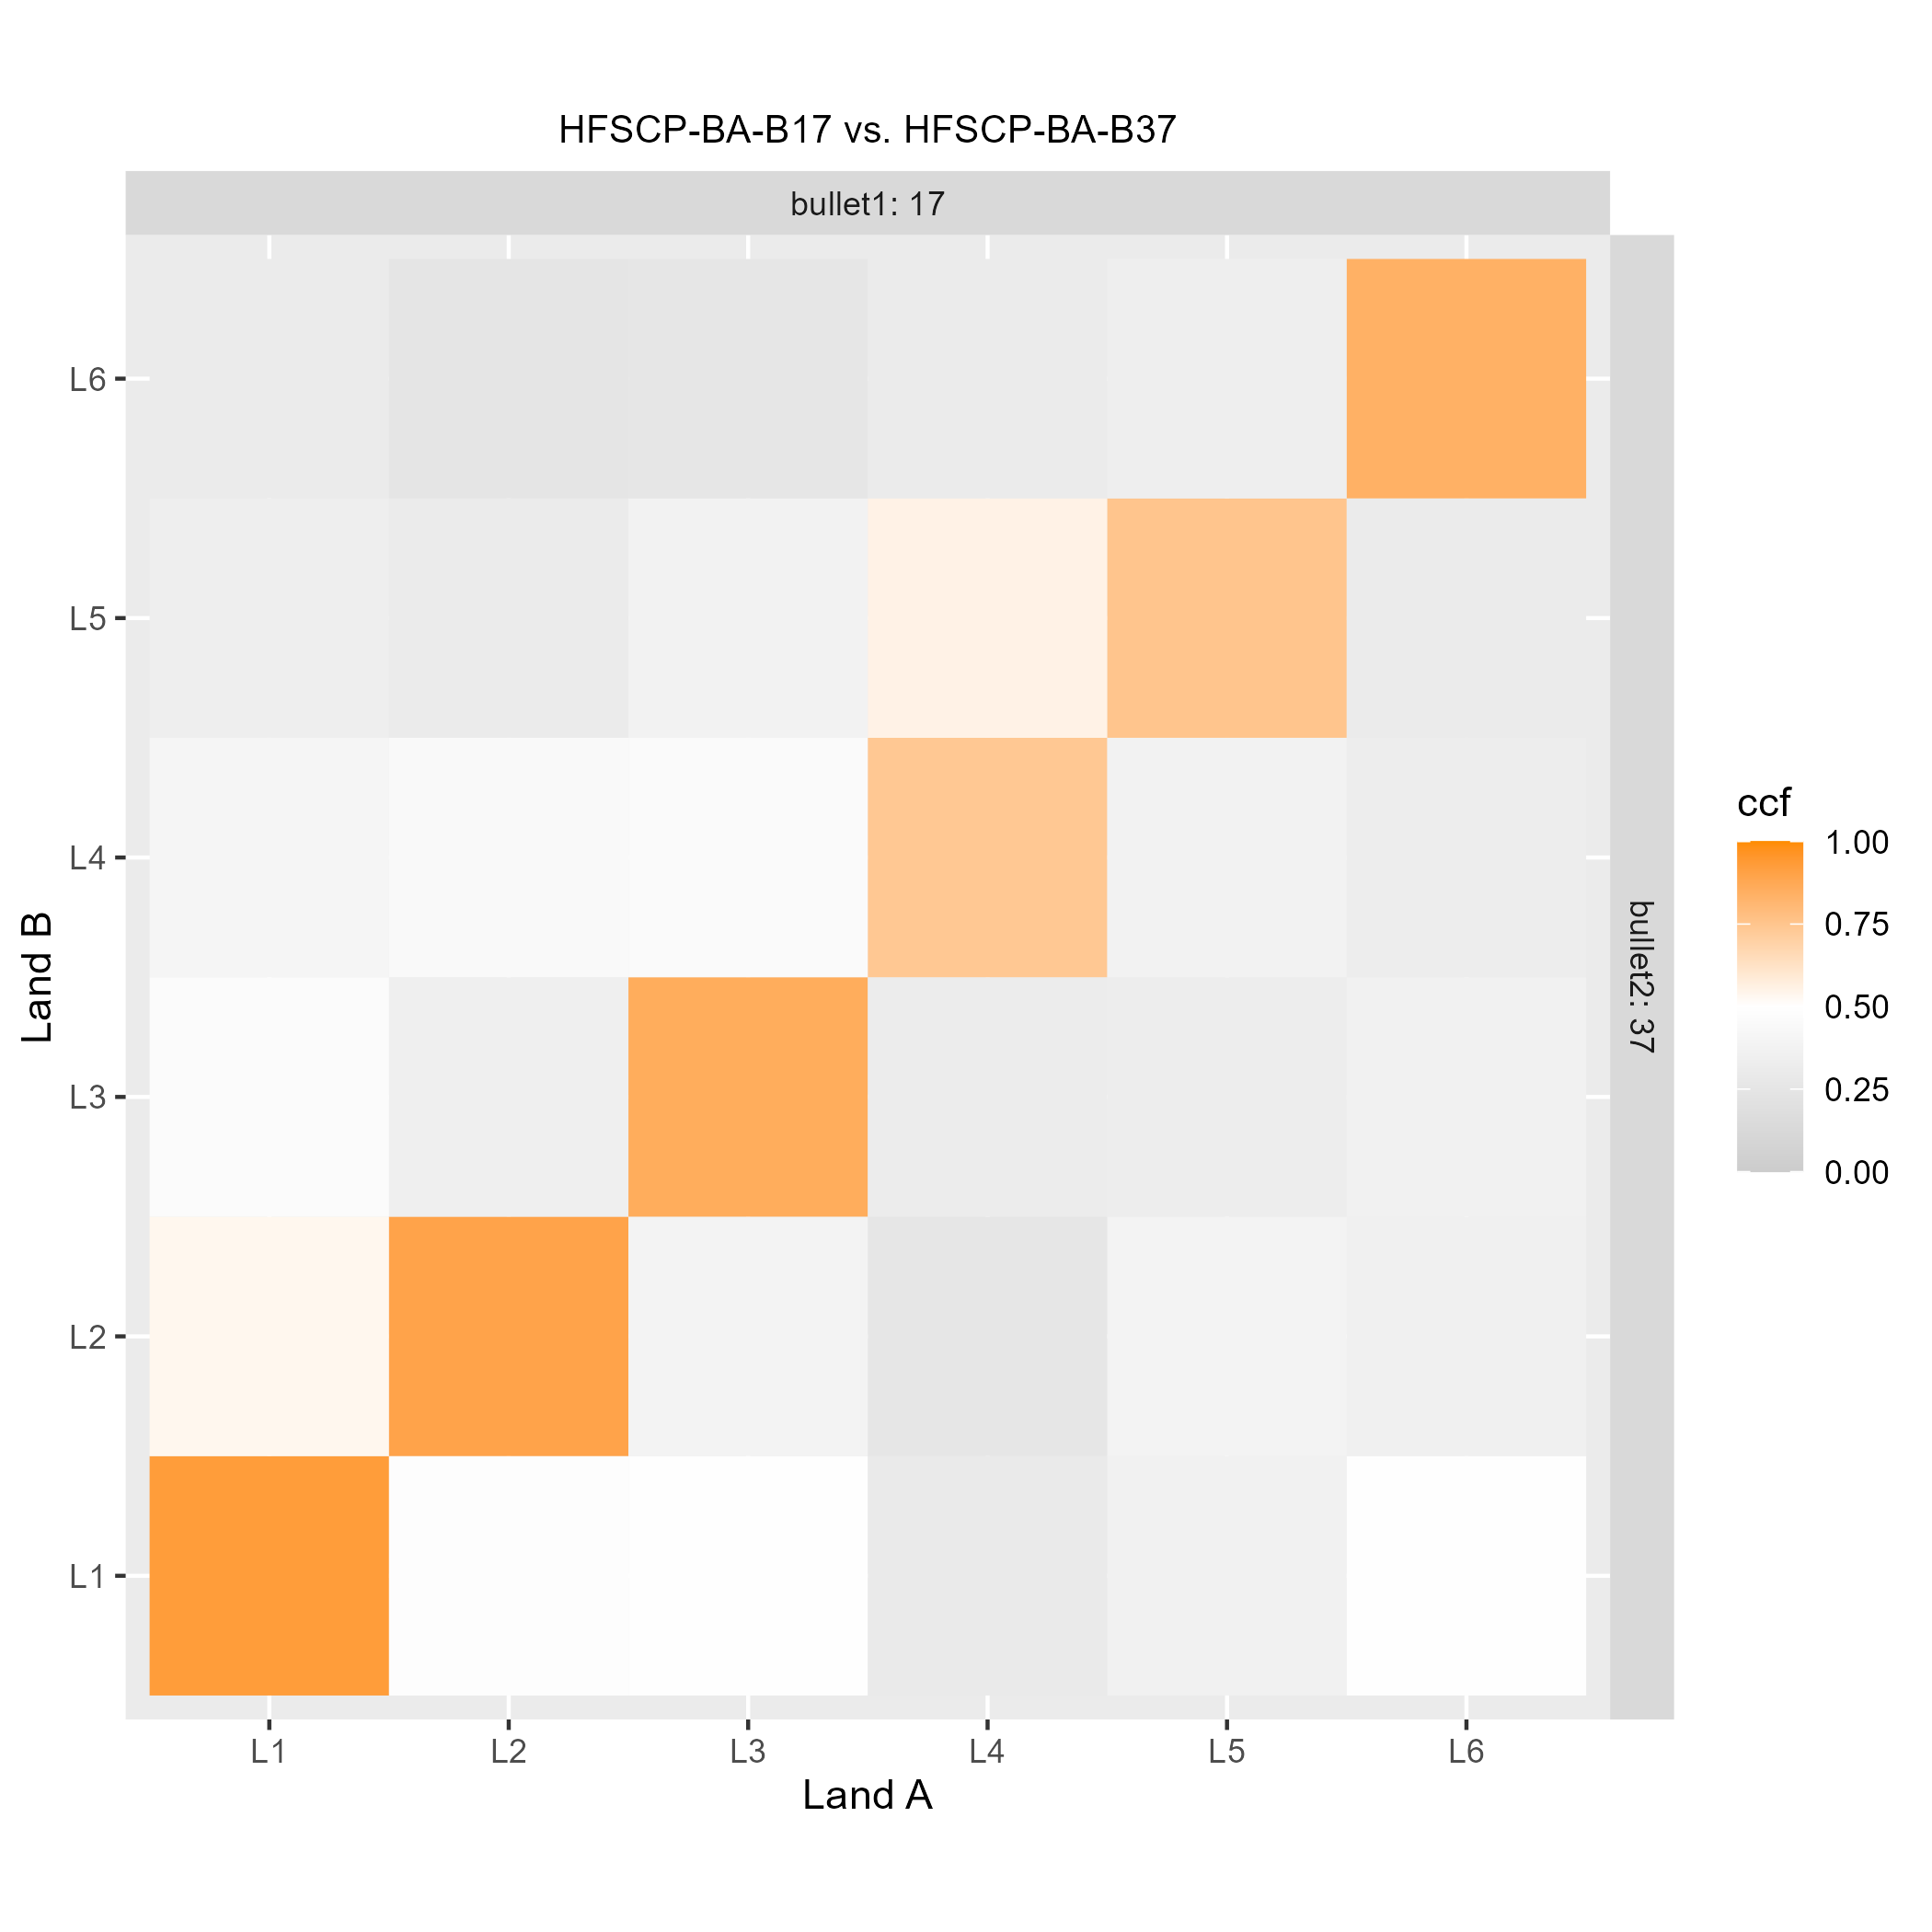 HFSCP-BA-B17 vs. HFSCP-BA-B37
bullet1: 17
L6
L5
L4
L3
L2
L1
Land B
bullet2: 37
L1
L2
L3
L4
L5
L6
Land A
ccf
1.00
0.75
0.50
0.25
0.00